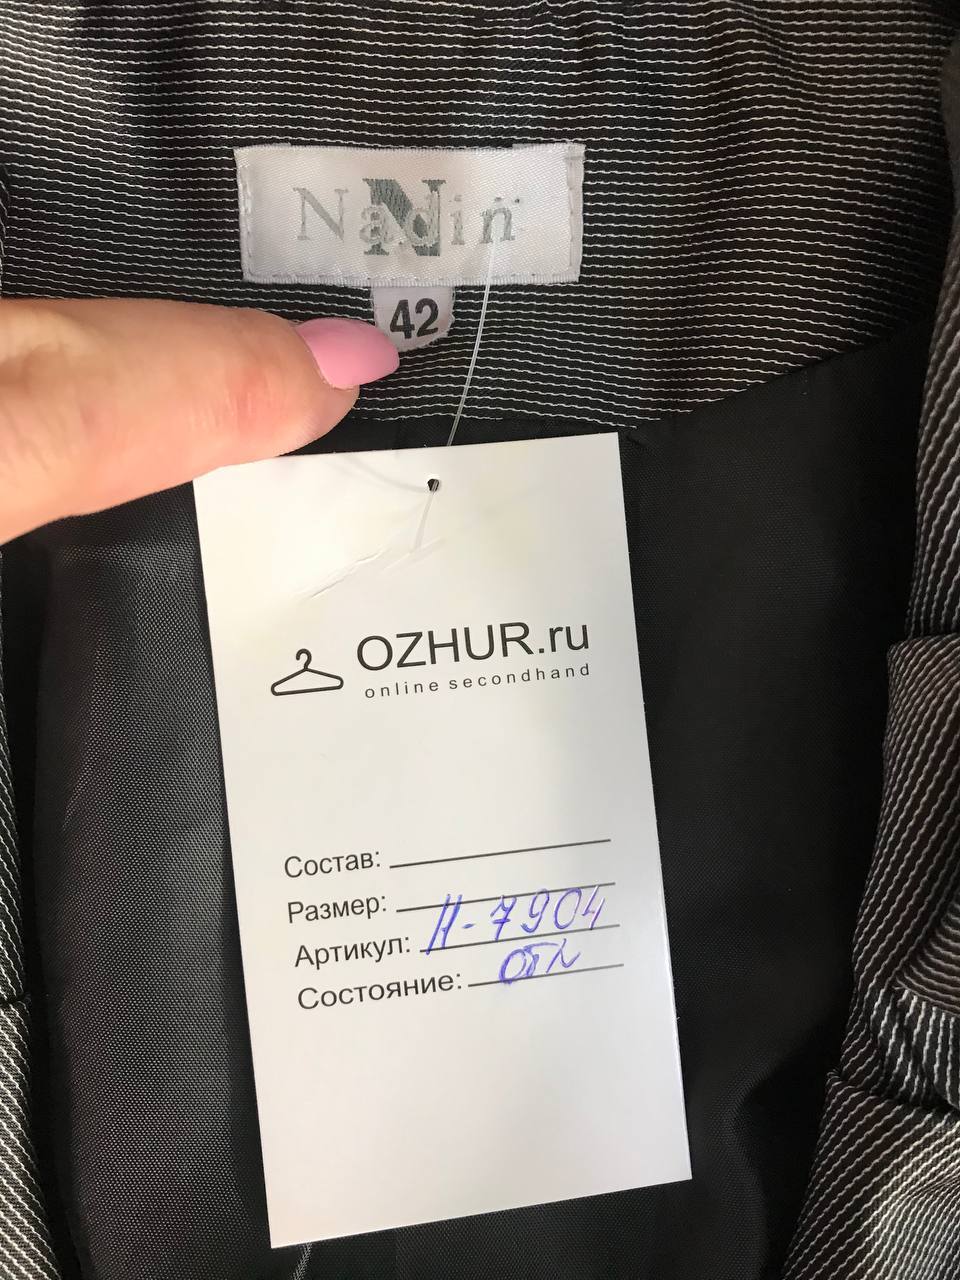 Nadin
N
42
OZHUR.ru
online secondhand
Состав:
Размер:
Артикул: Н-7904
Состояние: отл